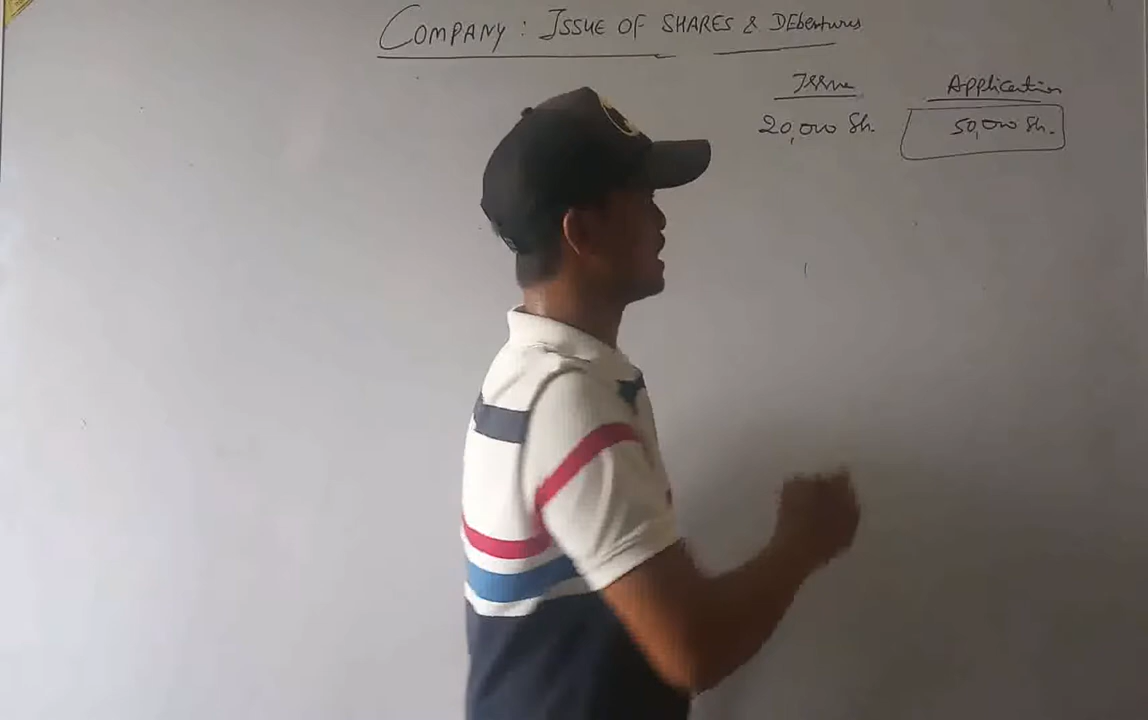 COMPANY : ISSUE OF SHARES & DEbentures
Issue Application
20,000 Sh. 50,000 Sh.